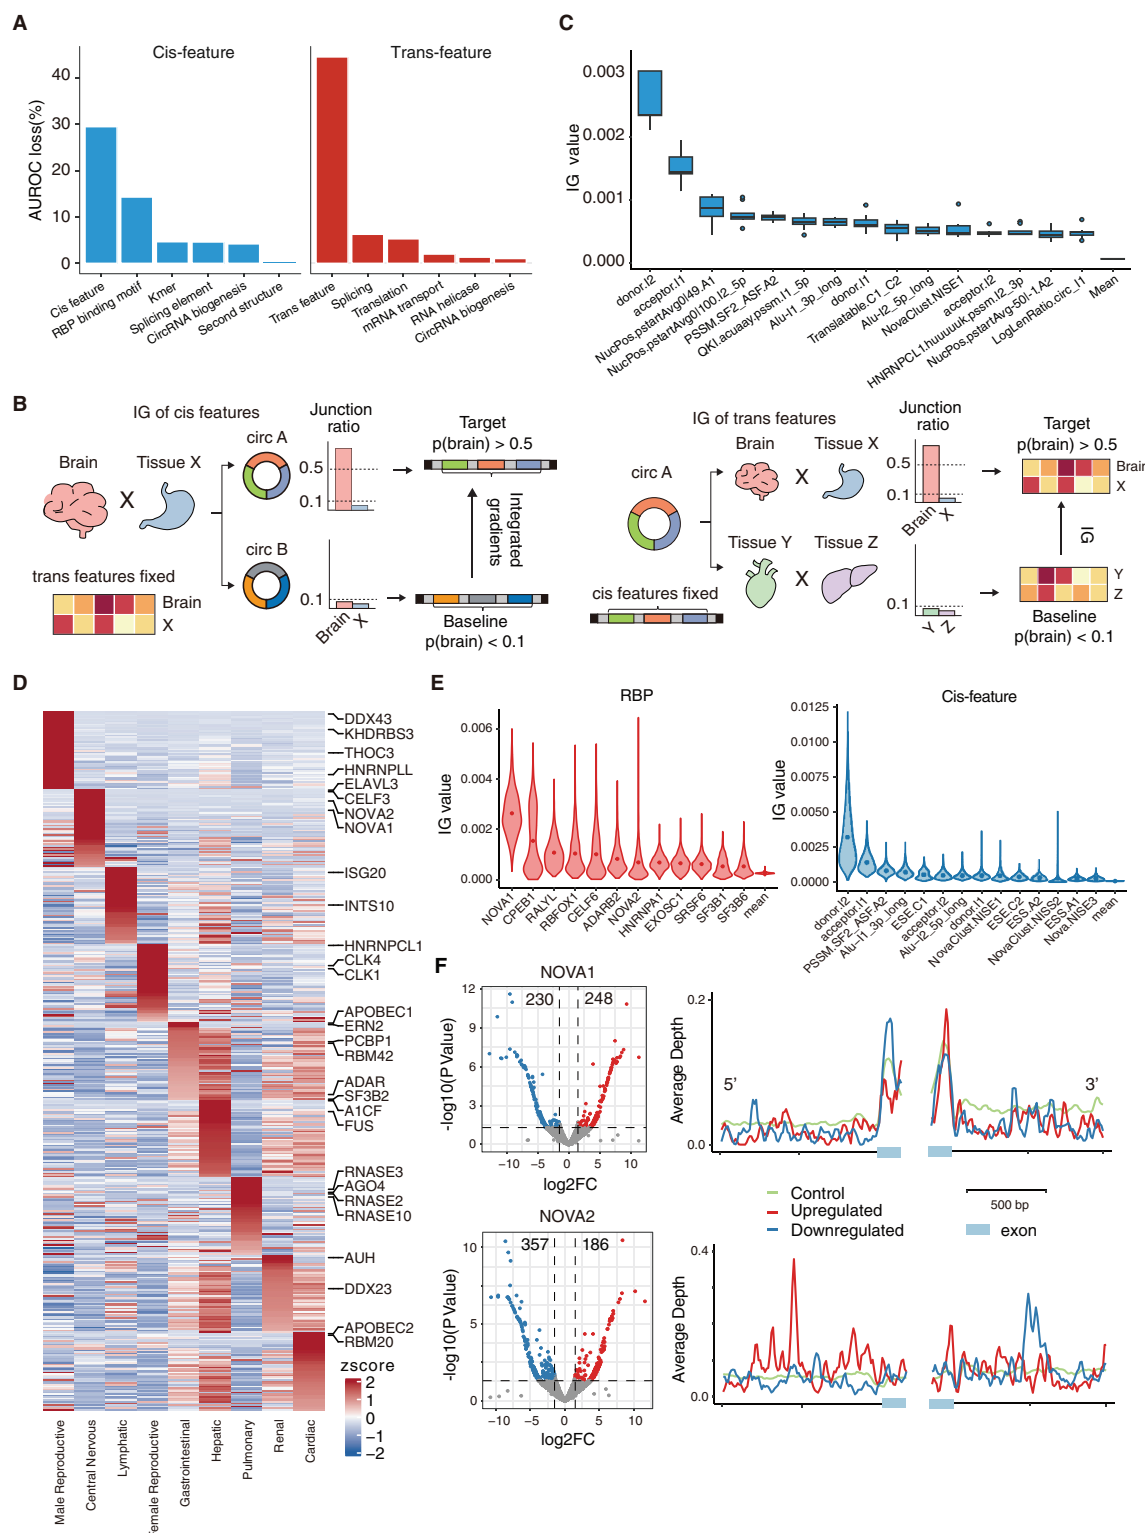 A
Cis-feature
Trans-feature
AUROC loss(%)
40
30
20
10
0
Cis feature
RBP binding motif
Kmer
Splicing element
CircRNA biogenesis
Second structure
Trans feature
Splicing
Translation
mRNA transport
RNA helicase
CircRNA biogenesis
C
IG value
0.003
0.002
0.001
0.000
donor.I2
acceptor.I1
NucPos.pstartAvg0I49.A1
NucPos.pstartAvg0I100.I2_5p
PSSM.SF2_ASF.A2
QKI.acuaay.pssm.I1_5p
Alu-I1_3p_long
donor.I1
Translatable.C1_C2
Alu-I2_5p_long
NovaClust.NISE1
acceptor.I2
HNRNPCL1.huuuuuk.pssm.I2_3p
NucPos.pstartAvg-50I-1.A2
LogLenRatio.circ_I1
Mean
B
IG of cis features
Brain
X
Tissue X
trans features fixed
Brain
X
circ A
circ B
Junction
ratio
0.5
0.1
0.1
Brain
X
Target
p(brain) > 0.5
Integrated
gradients
Baseline
p(brain) < 0.1
IG of trans features
circ A
cis features fixed
Brain
X
Tissue X
Tissue Y
X
Tissue Z
Junction
ratio
0.5
0.1
Brain
X
0.1
Y
Z
Target
p(brain) > 0.5
Brain
X
IG
Y
Z
Baseline
p(brain) < 0.1
D
DDX43
KHDRBS3
THOC3
HNRNPLL
ELAVL3
CELF3
NOVA2
NOVA1
ISG20
INTS10
HNRNPCL1
CLK4
CLK1
APOBEC1
ERN2
PCBP1
RBM42
ADAR
SF3B2
A1CF
FUS
RNASE3
AGO4
RNASE2
RNASE10
AUH
DDX23
APOBEC2
RBM20
zscore
2
1
0
−1
−2
Male Reproductive
Central Nervous
Lymphatic
Female Reproductive
Gastrointestinal
Hepatic
Pulmonary
Renal
Cardiac
E
RBP
IG value
0.006
0.004
0.002
0.000
NOVA1
CPEB1
RALYL
RBFOX1
CELF6
ADARB2
NOVA2
HNRNPA1
EXOSC1
SRSF6
SF3B1
SF3B6
mean
Cis-feature
IG value
0.0125
0.0100
0.0075
0.0050
0.0025
0.0000
donor.I2
acceptor.I1
PSSM.SF2_ASF.A2
Alu-I1_3p_long
ESE.C1
acceptor.I2
Alu-I2_5p_long
donor.I1
NovaClust.NISE1
ESE.C2
ESS.A2
NovaClust.NISS2
ESS.A1
Nova.NISE3
mean
F
NOVA1
230
248
-log10(PValue)
12
9
6
3
0
−10
−5
0
5
10
log2FC
Average Depth
0.2
0.0
5’
3’
Control
Upregulated
Downregulated
500 bp
exon
NOVA2
357
186
-log10(PValue)
10
5
0
−10
−5
0
5
10
log2FC
Average Depth
0.4
0.0